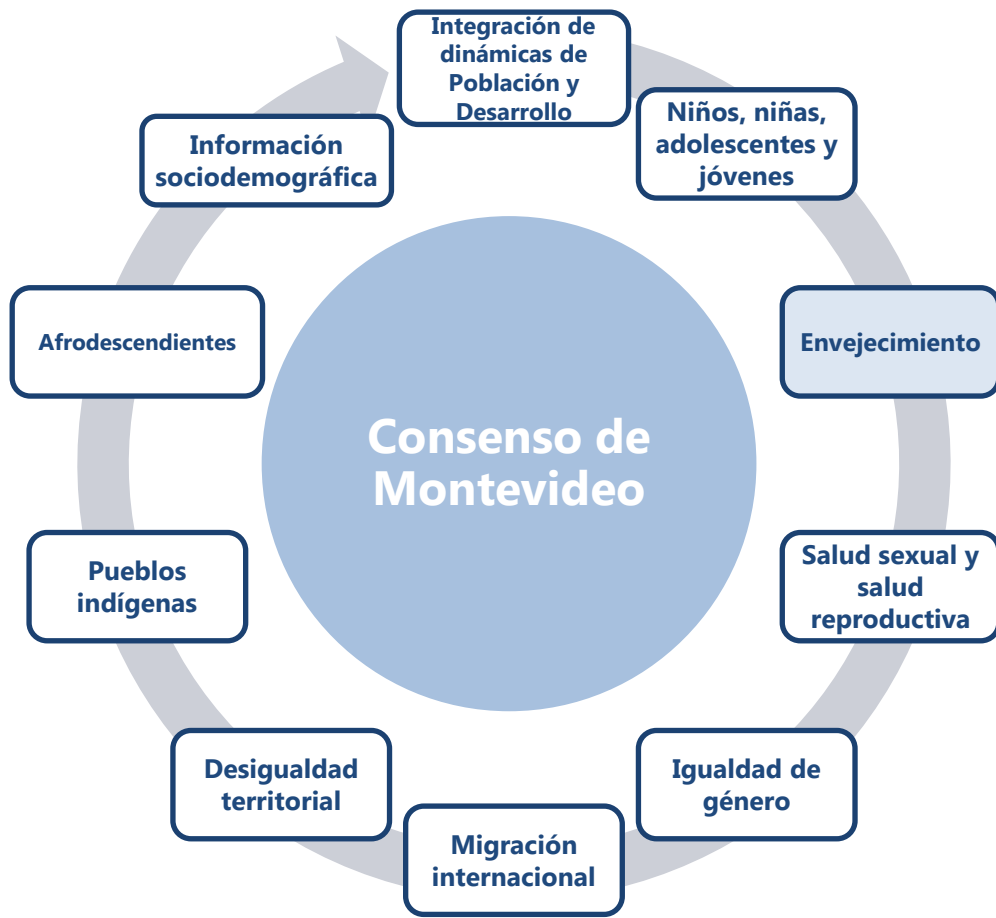 Integración de
dinámicas de
Población y
Desarrollo
Niños, niñas,
adolescentes y
jóvenes
Envejecimiento
Salud sexual y
salud
reproductiva
Igualdad de
género
Migración
internacional
Desigualdad
territorial
Pueblos
indígenas
Afrodescendientes
Información
sociodemográfica
Consenso de
Montevideo